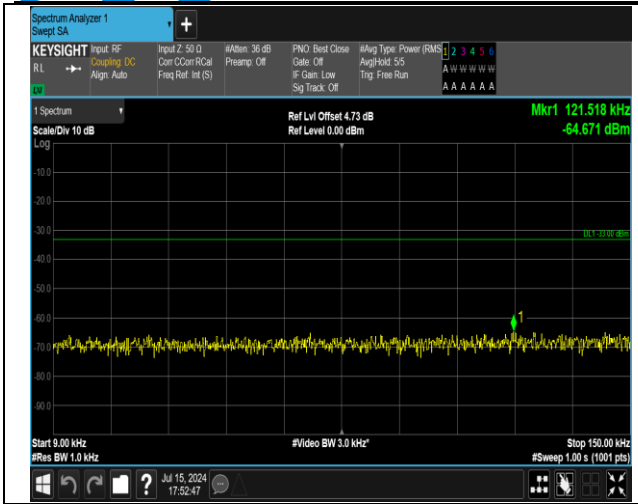 Spectrum Analyzer 1
Swept SA
+
KEYSIGHT
RL
Input: RF
Coupling: DC
Align: Auto
Input Z: 50 Ω
Corr CCorr RCal
Freq Ref: Int (S)
#Atten: 36 dB
Preamp: Off
PNO: Best Close
Gate: Off
IF Gain: Low
Sig Track: Off
#Avg Type: Power (RMS
Avg|Hold: 5/5
Trig: Free Run
1 2 3 4 5 6
A W W W W W
A A A A A A
1 Spectrum
Scale/Div 10 dB
Log
Ref Lvl Offset 4.73 dB
Ref Level 0.00 dBm
Mkr1 121.518 kHz
-64.671 dBm
-10.0
-20.0
-30.0
DL1 -33.00 dBm
-40.0
-50.0
1
-60.0
-70.0
-80.0
-90.0
Start 9.00 kHz
#Video BW 3.0 kHz*
Stop 150.00 kHz
#Res BW 1.0 kHz
#Sweep 1.00 s (1001 pts)
?
Jul 15, 2024
17:52:47